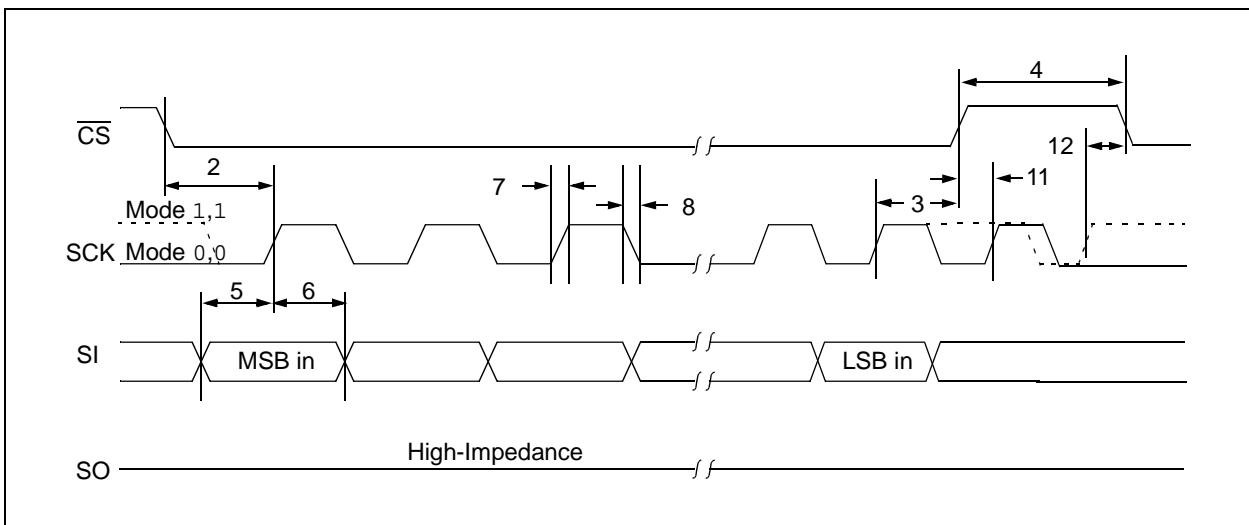 4
CS
12
2
7
8
3
11
Mode 1,1
SCK Mode 0,0
5
6
SI
MSB in
LSB in
High-Impedance
SO